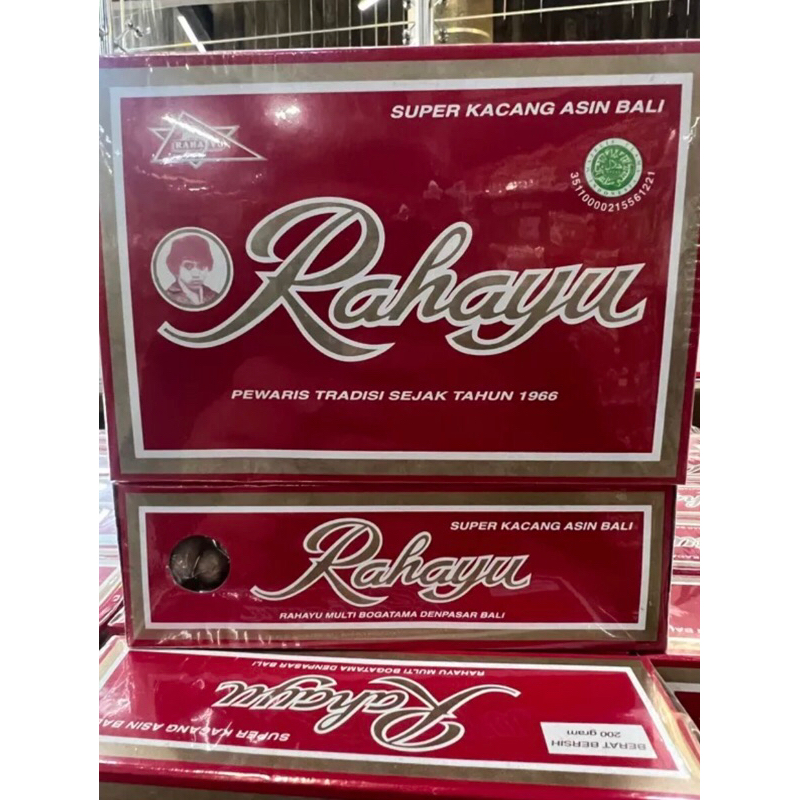 SUPER KACANG ASIN BALI
RAHAYU
35110000215561221
Rahayu
PEWARIS TRADISI SEJAK TAHUN 1966
SUPER KACANG ASIN BALI
Rahayu
RAHAYU MULTI BOGATAMA DENPASAR BALI
RAHAYU MULTI BOGATAMA DENPASAR BALI
Rahayu
SUPER KACANG ASIN BALI
BERAT BERSIH
200 gram